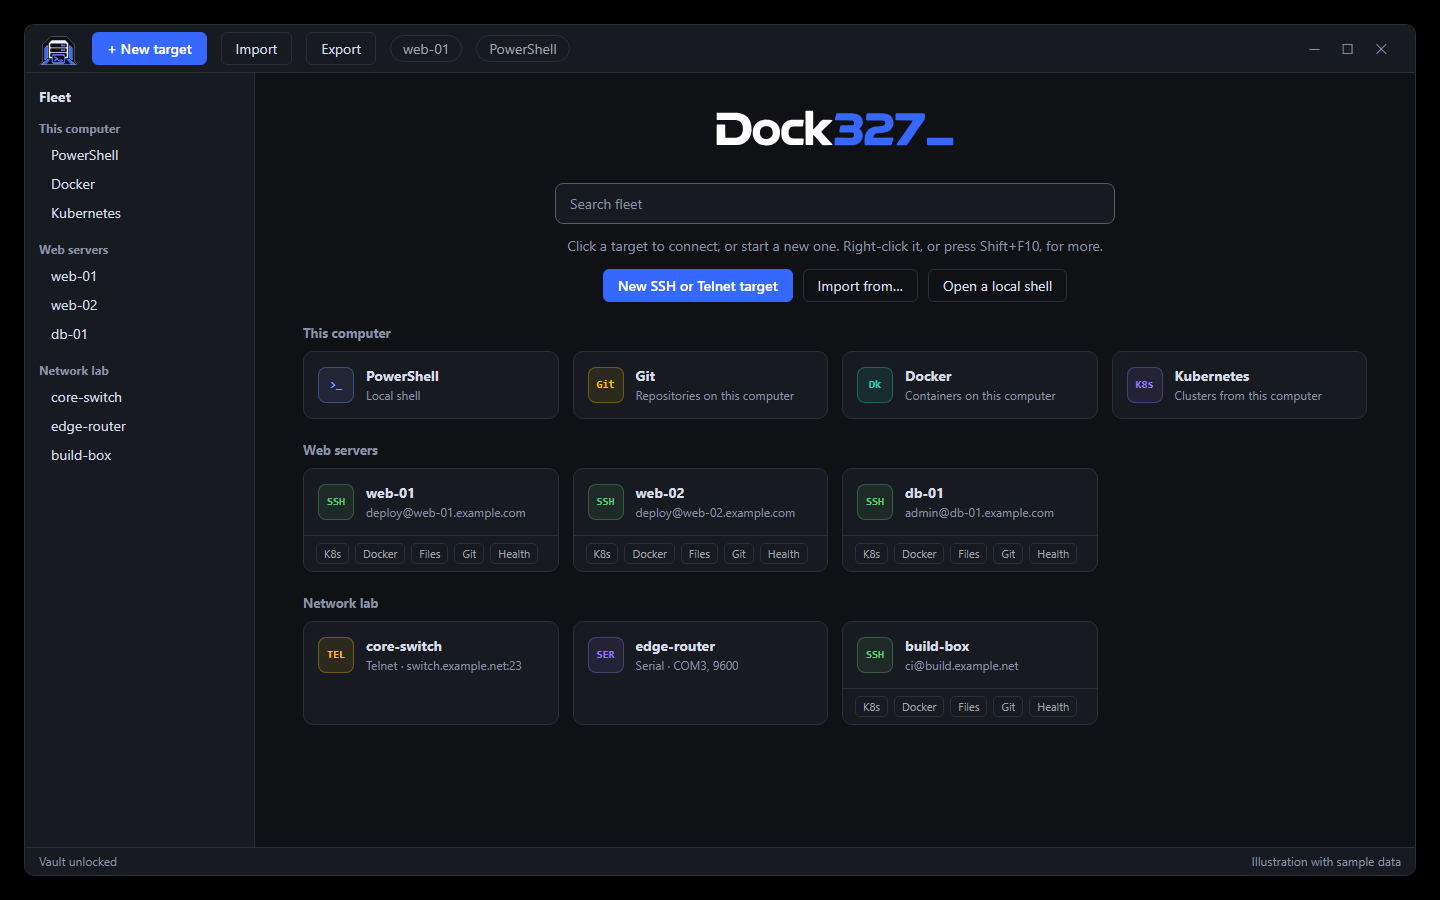 + New target
Import
Export
web-01
PowerShell
Fleet
This computer
PowerShell
Docker
Kubernetes
Web servers
web-01
web-02
db-01
Network lab
core-switch
edge-router
build-box
Dock327_
Search fleet
Click a target to connect, or start a new one. Right-click it, or press Shift+F10, for more.
New SSH or Telnet target
Import from...
Open a local shell
This computer
>_
PowerShell
Local shell
Git
Git
Repositories on this computer
Dk
Docker
Containers on this computer
K8s
Kubernetes
Clusters from this computer
Web servers
SSH
web-01
deploy@web-01.example.com
K8s Docker Files Git Health
SSH
web-02
deploy@web-02.example.com
K8s Docker Files Git Health
SSH
db-01
admin@db-01.example.com
K8s Docker Files Git Health
Network lab
TEL
core-switch
Telnet · switch.example.net:23
SER
edge-router
Serial · COM3, 9600
SSH
build-box
ci@build.example.net
K8s Docker Files Git Health
Vault unlocked
Illustration with sample data